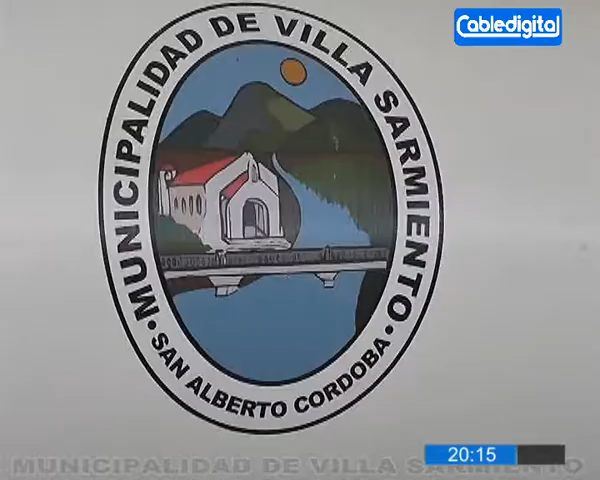 Cabledigital
MUNICIPALIDAD DE VILLA SARMIENTO
SAN ALBERTO CORDOBA
20:15
MUNICIPALIDAD DE VILLA SARMIENTO